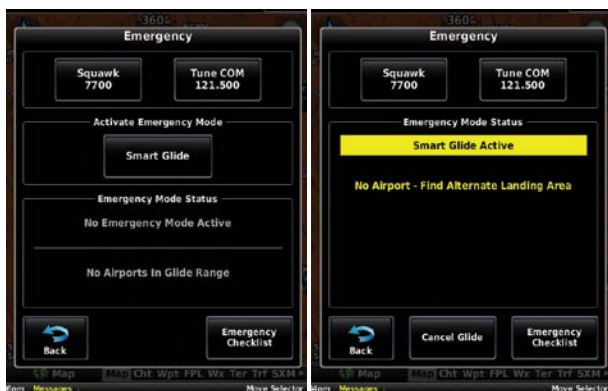 360°
Emergency
Squawk
7700
Tune COM
121.500
Activate Emergency Mode
Smart Glide
Emergency Mode Status
No Emergency Mode Active
No Airports In Glide Range
Back
Emergency
Checklist
Map
Map Cht Wpt FPL Wx Ter Trf SXM
Messages
Move Selector
360°
Emergency
Squawk
7700
Tune COM
121.500
Emergency Mode Status
Smart Glide Active
No Airport - Find Alternate Landing Area
Back
Cancel Glide
Emergency
Checklist
Map
Map Cht Wpt FPL Wx Ter Trf SXM
Messages
Move Selector